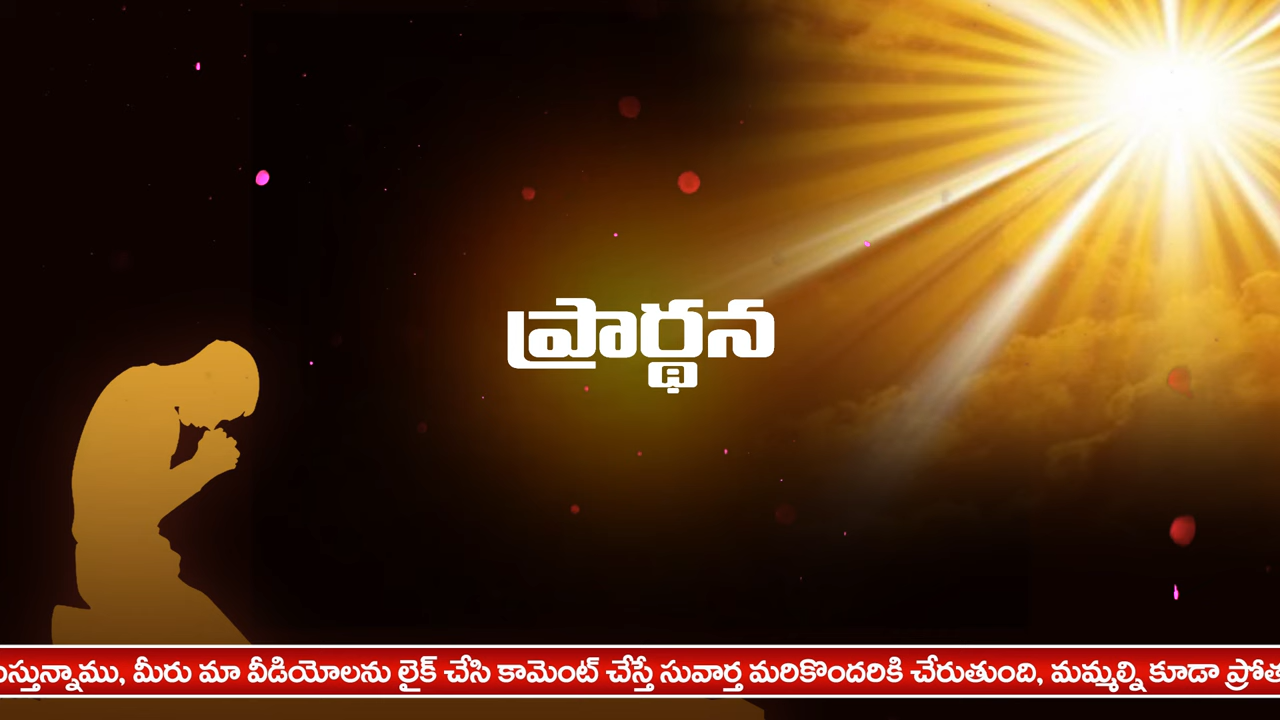 ప్రార్థన
మీరు మా వీడియోలను లైక్ చేసి కామెంట్ చేస్తే సువార్త మరికొందరికి చేరుతుంది, మమ్మల్ని కూడా